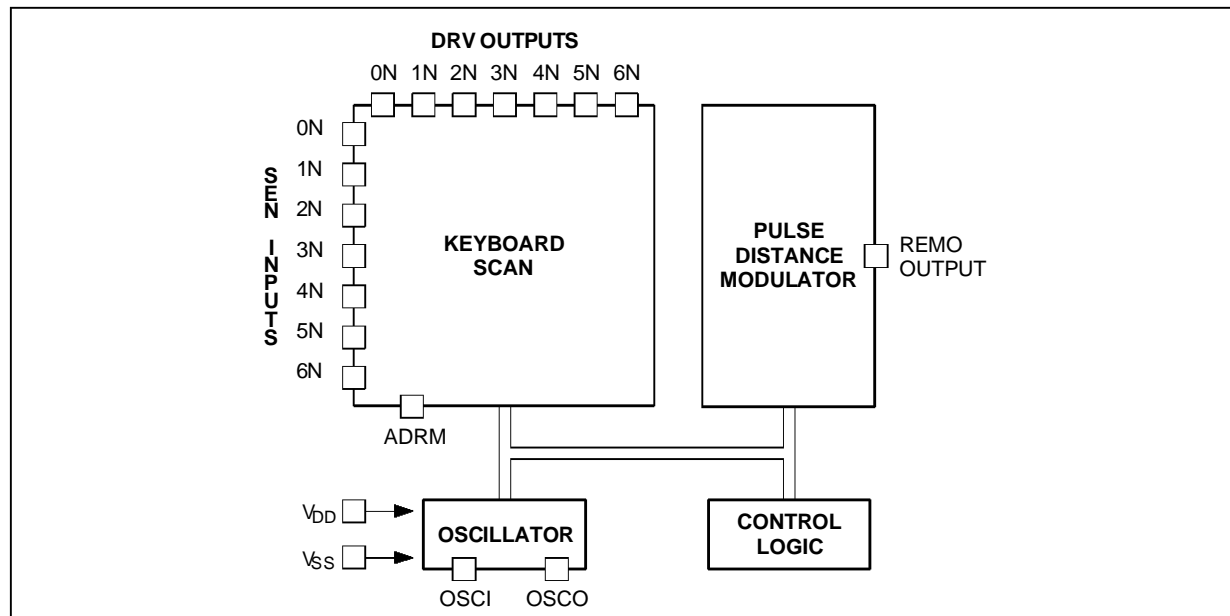 DRV OUTPUTS
0N 1N 2N 3N 4N 5N 6N
SEN INPUTS
0N
1N
2N
3N
4N
5N
6N
KEYBOARD
SCAN
ADRM
PULSE
DISTANCE
MODULATOR
REMO
OUTPUT
VDD
VSS
OSCILLATOR
OSCI OSCO
CONTROL
LOGIC